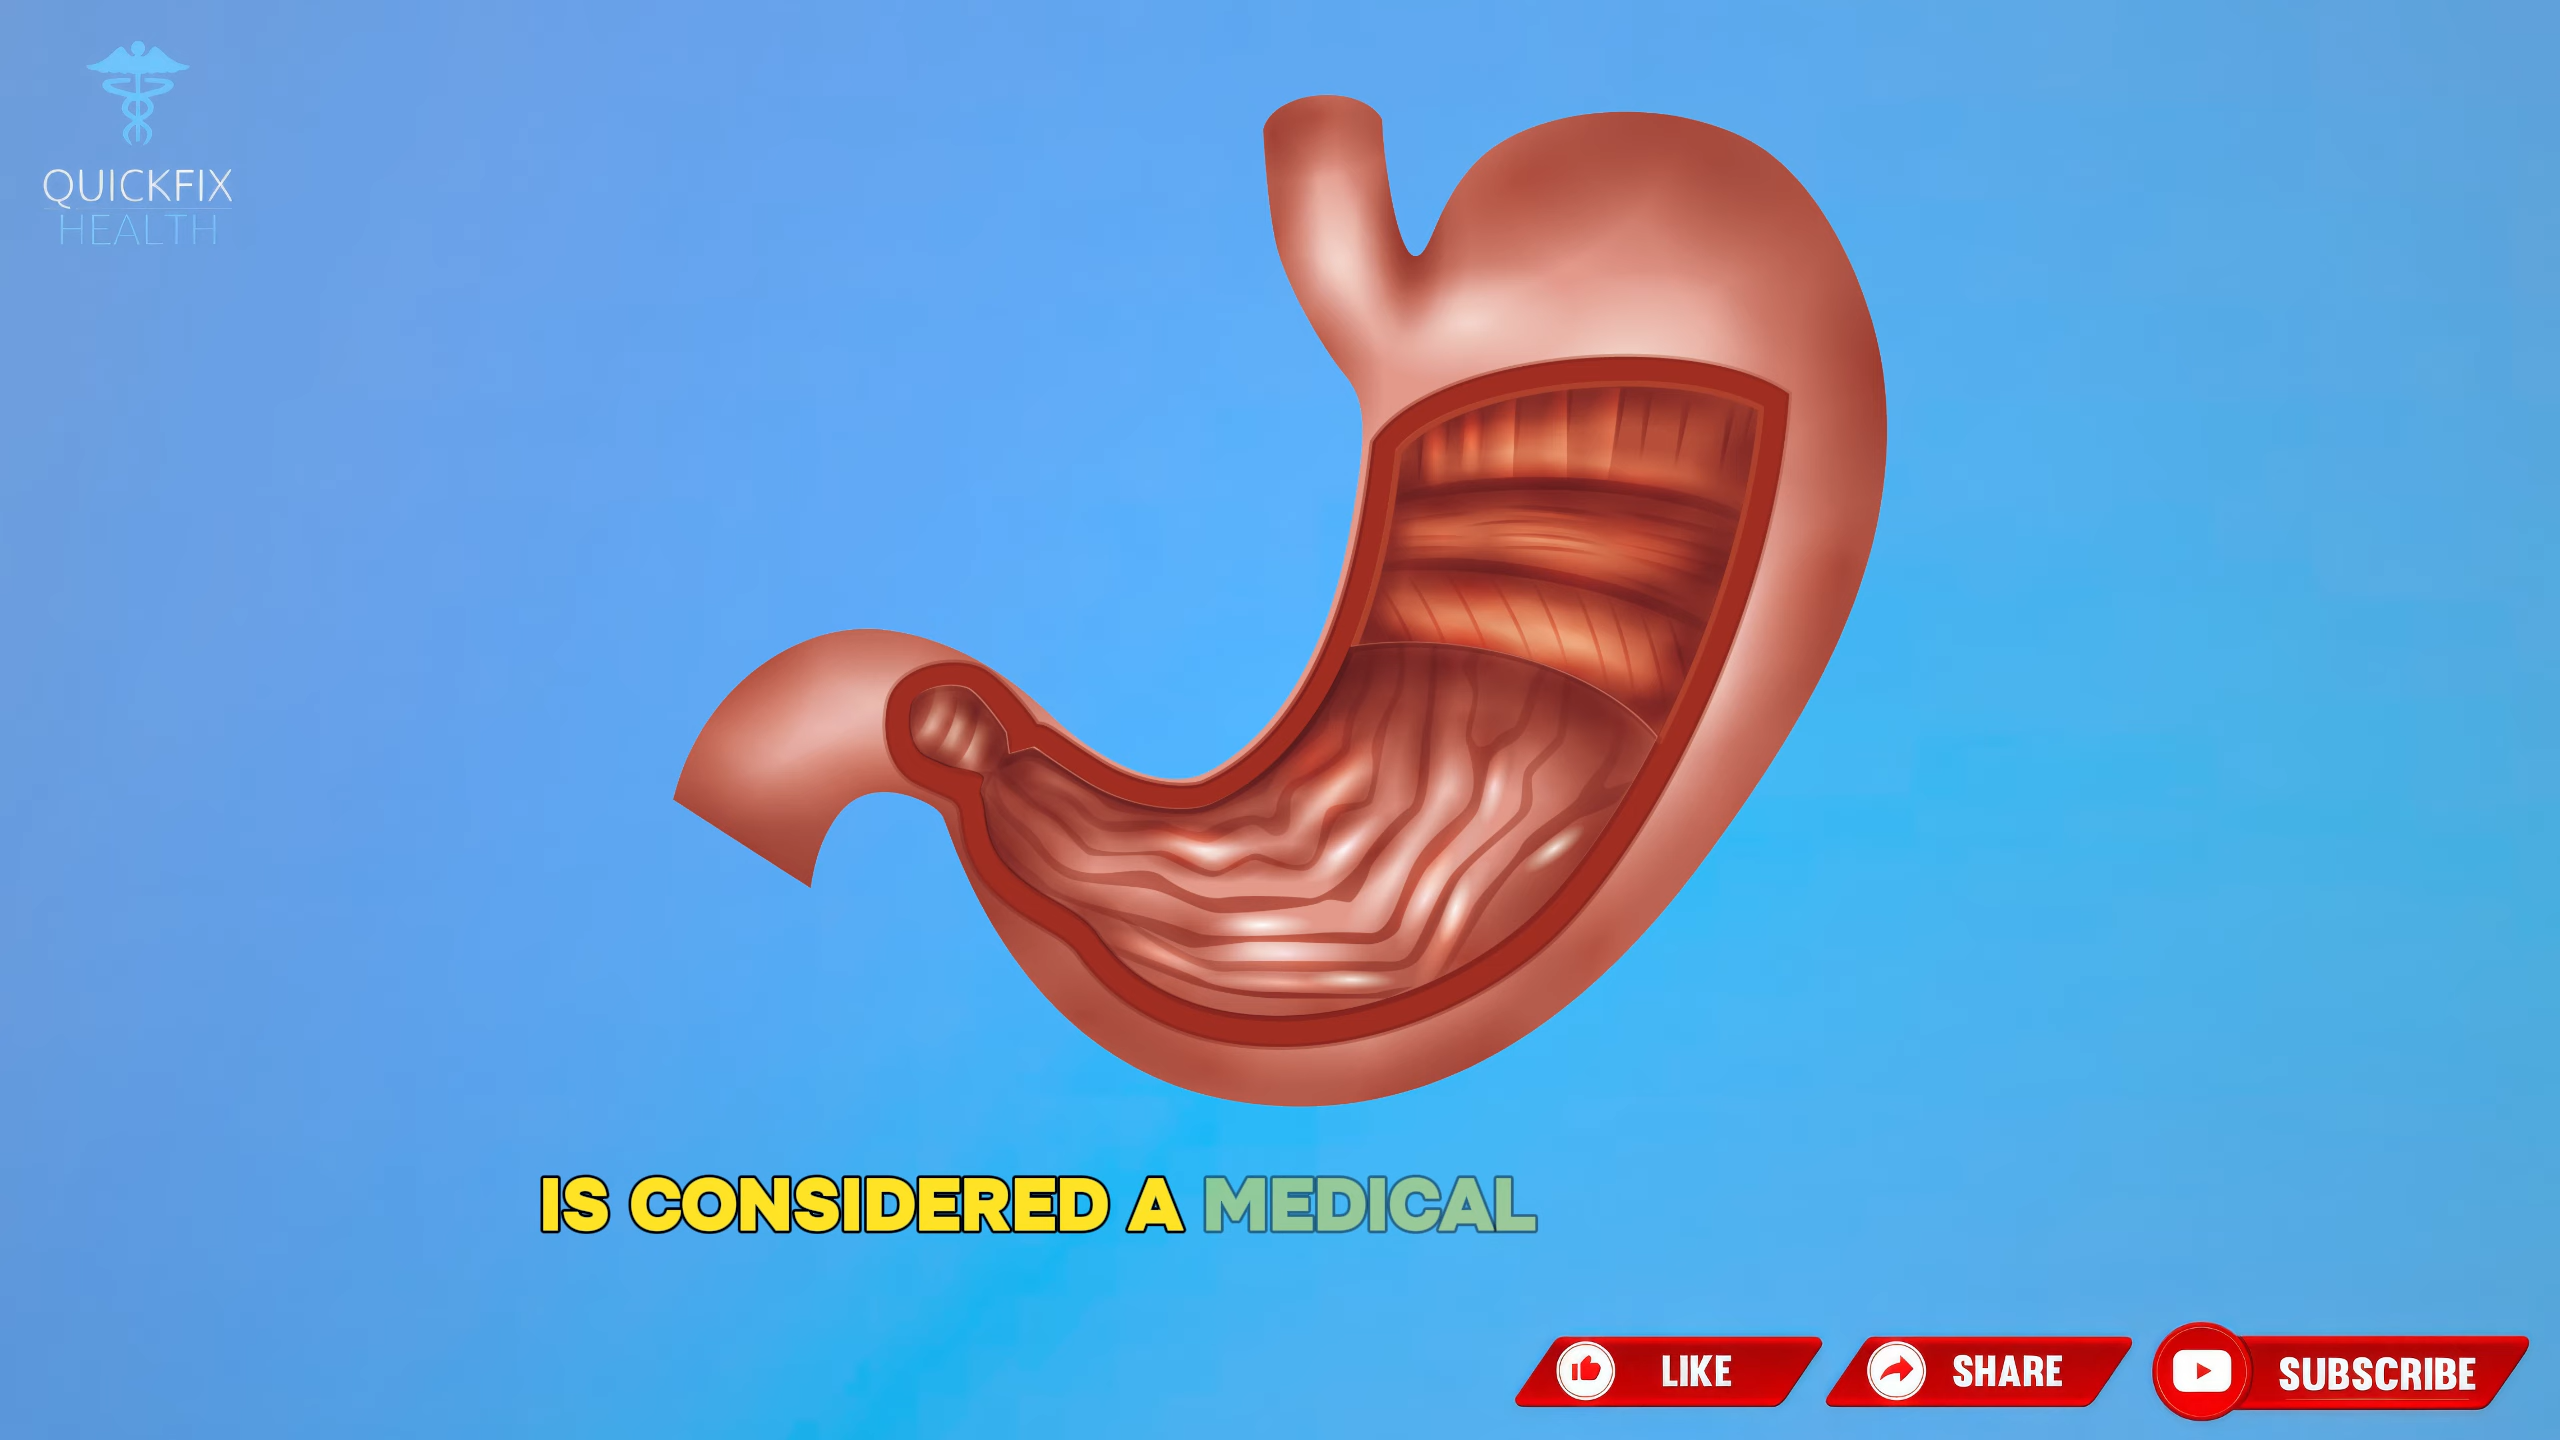 QUICKFIX
HEALTH
IS CONSIDERED A MEDICAL
LIKE
SHARE
SUBSCRIBE